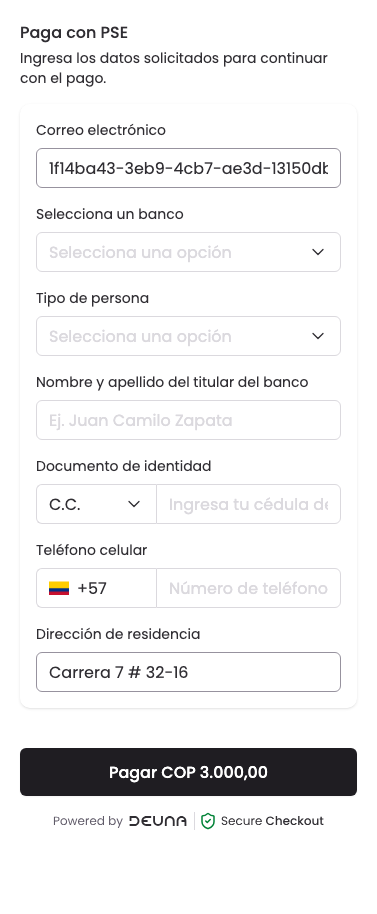 Paga con PSE
Ingresa los datos solicitados para continuar
con el pago.
Correo electrónico
1f14ba43-3eb9-4cb7-ae3d-13150db
Selecciona un banco
Selecciona una opción
Tipo de persona
Selecciona una opción
Nombre y apellido del titular del banco
Ej. Juan Camilo Zapata
Documento de identidad
C.C. Ingresa tu cédula de
Teléfono celular
+57 Número de teléfono
Dirección de residencia
Carrera 7 # 32-16
Pagar COP 3.000,00
Powered by DEUNA Secure Checkout